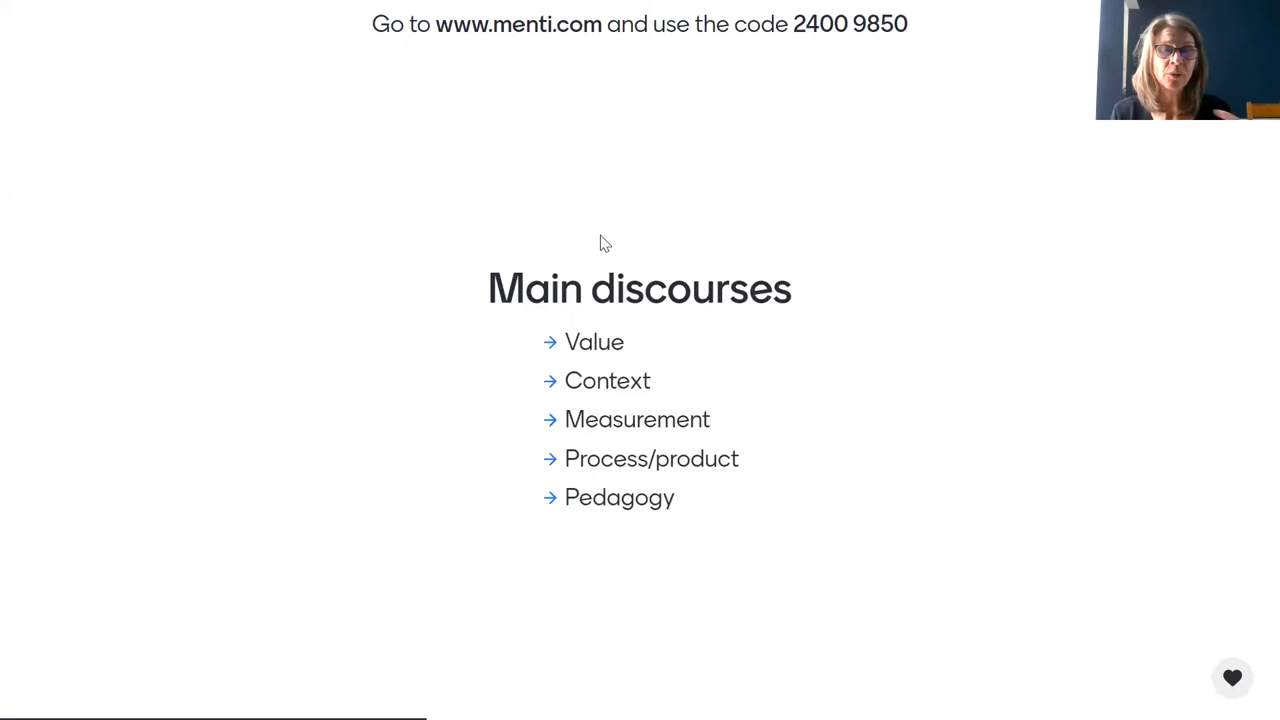 Go to www.menti.com and use the code 2400 9850
Main discourses
→ Value
→ Context
→ Measurement
→ Process/product
→ Pedagogy